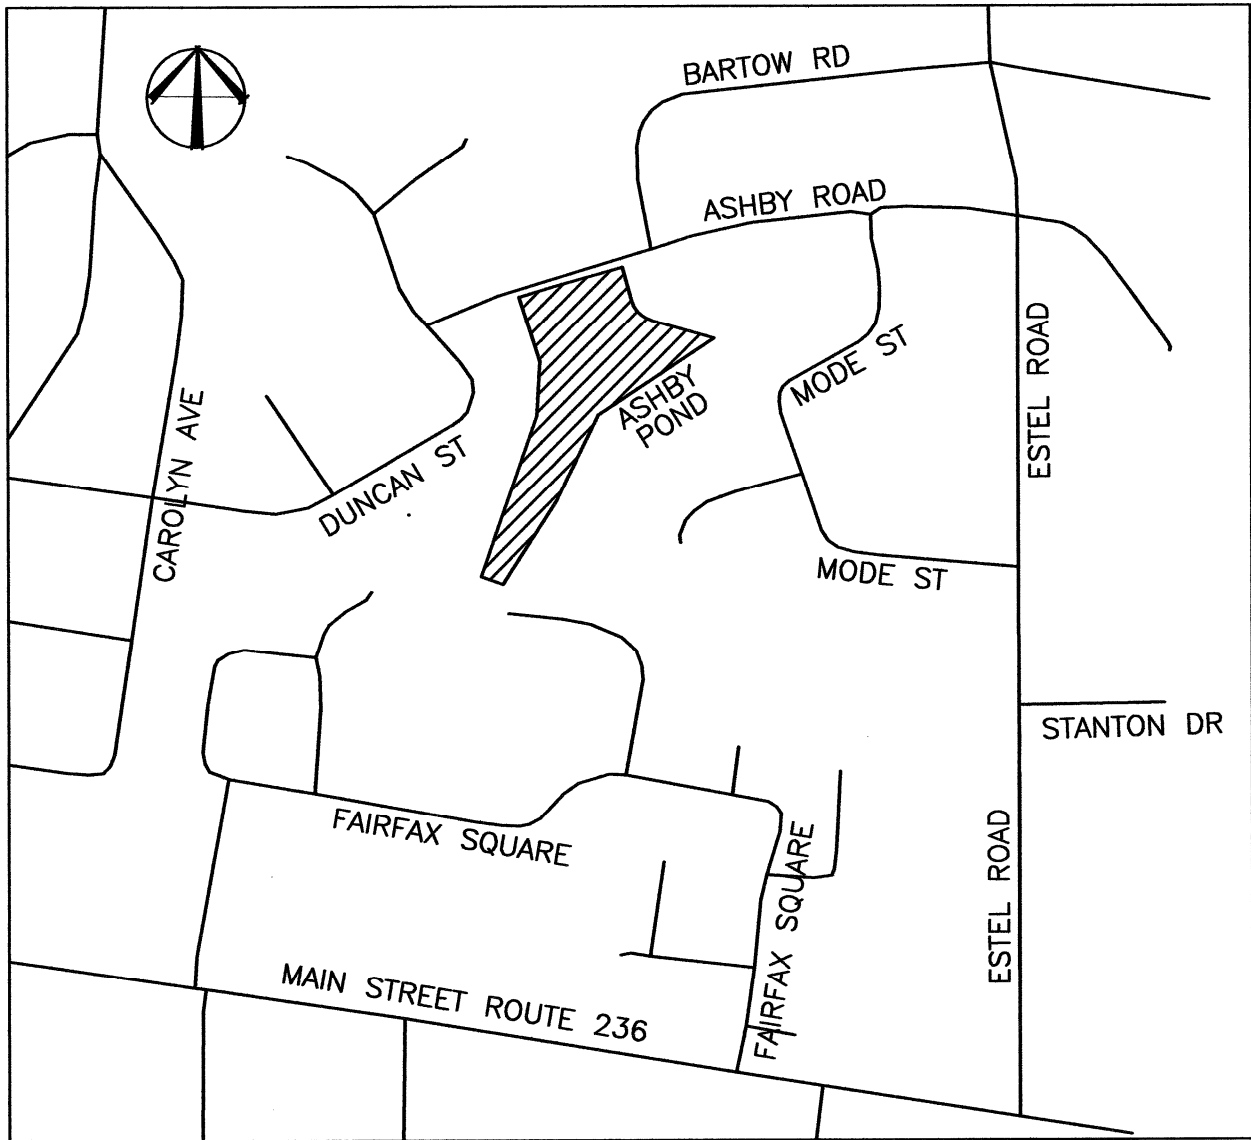 BARTOW RD
ASHBY ROAD
ESTEL ROAD
MODE ST
ASHBY
POND
CAROLYN AVE
DUNCAN ST
MODE ST
STANTON DR
FAIRFAX SQUARE
FAIRFAX SQUARE
ESTEL ROAD
MAIN STREET ROUTE 236